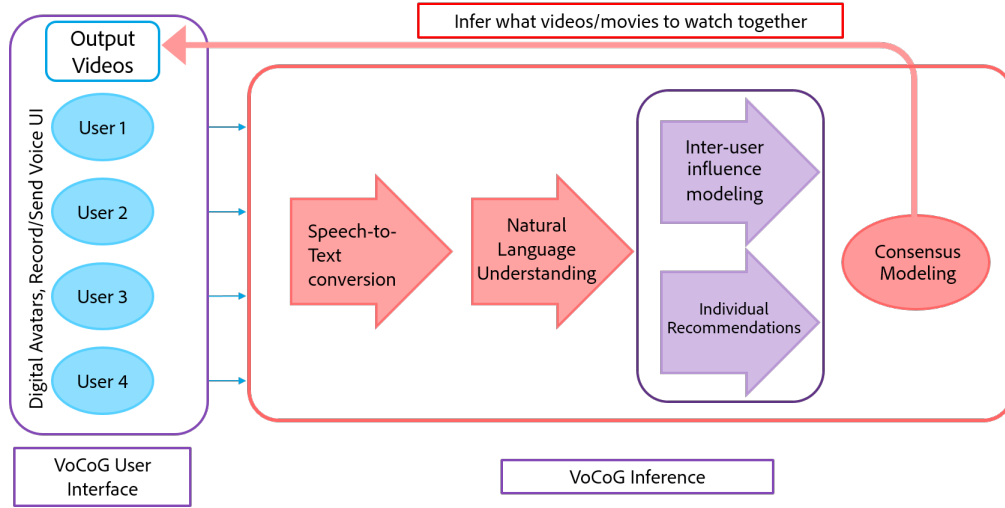 Infer what videos/movies to watch together
Output
Videos
Digital Avatars, Record/Send Voice UI
User 1
User 2
User 3
User 4
Speech-to-
Text
conversion
Natural
Language
Understanding
Inter-user
influence
modeling
Individual
Recommendations
Consensus
Modeling
VoCoG User
Interface
VoCoG Inference